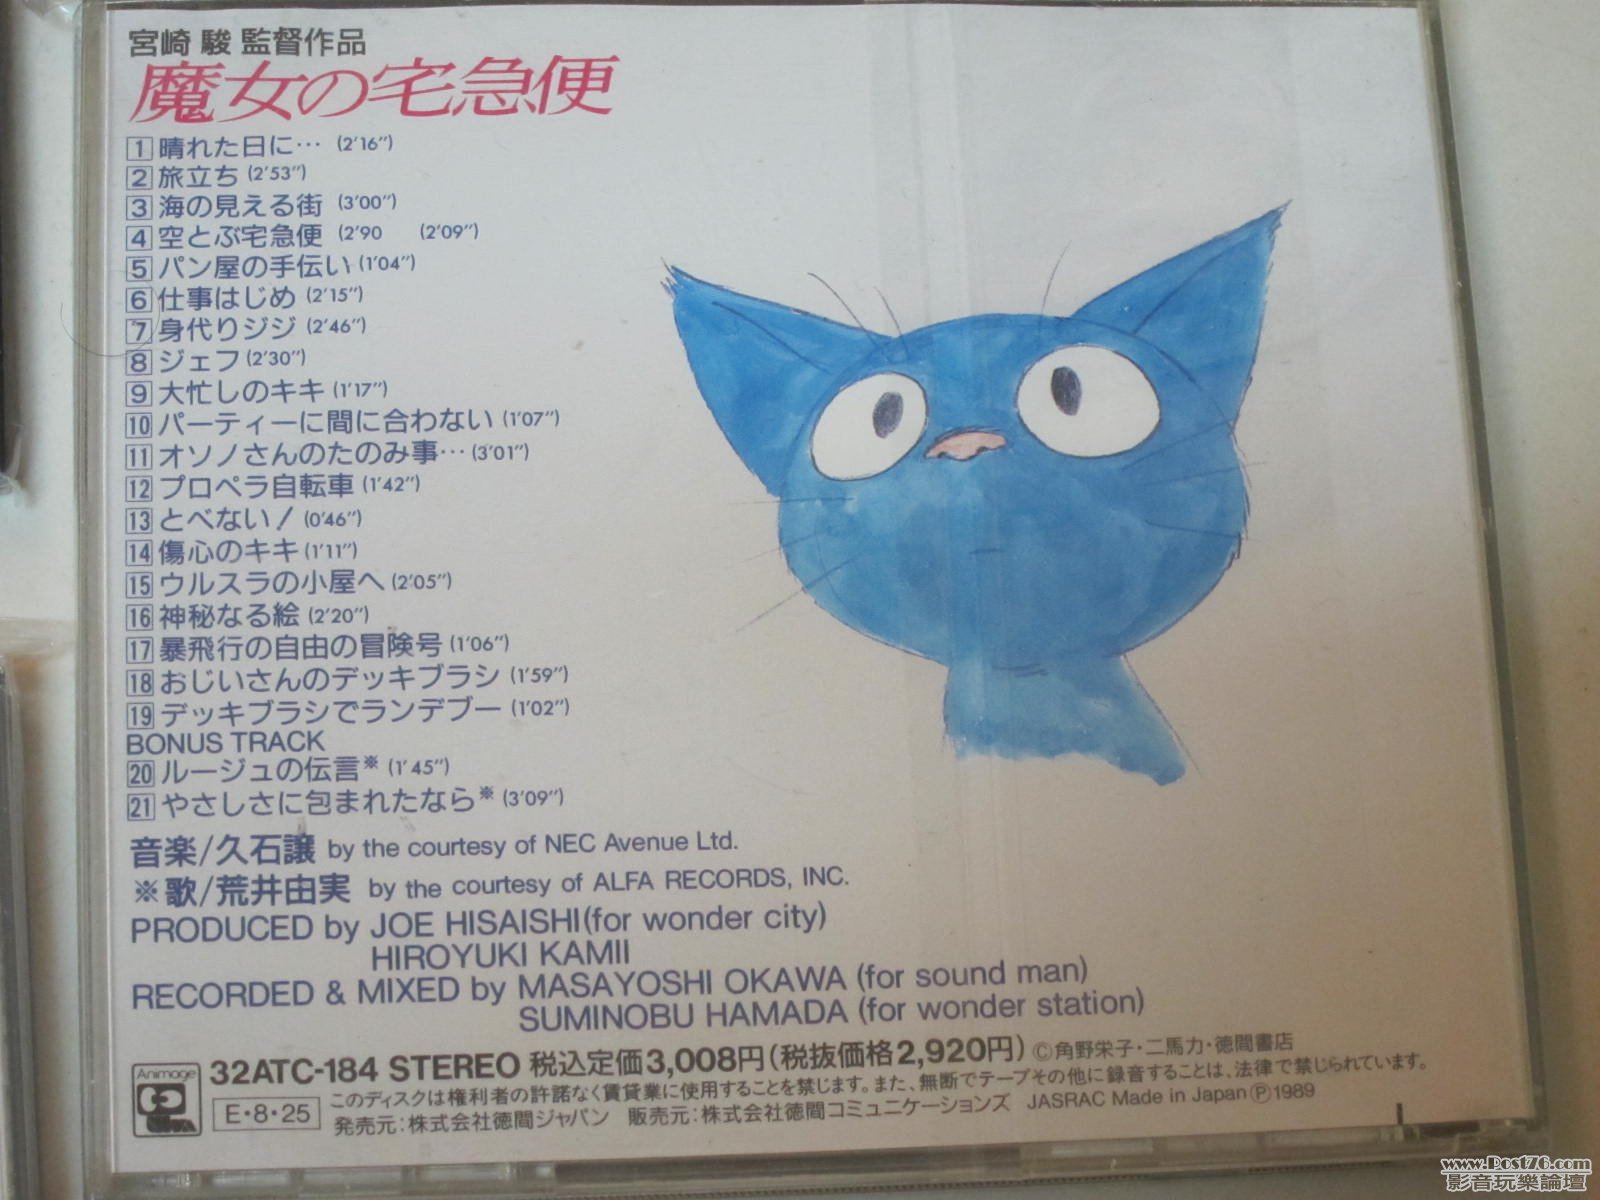 宮崎 駿 監督作品
魔女の宅急便
1 晴れた日に… (2'16")
2 旅立ち (2'53")
3 海の見える街 (3'00")
4 空とぶ宅急便 (2'90 (2'09")
5 パン屋の手伝い (1'04")
6 仕事はじめ (2'15")
7 身代りジジ (2'46")
8 ジェフ (2'30")
9 大忙しのキキ (1'17")
10 パーティーに間に合わない (1'07")
11 オソノさんのたのみ事… (3'01")
12 プロペラ自転車 (1'42")
13 とべない! (0'46")
14 傷心のキキ (1'11")
15 ウルスラの小屋へ (2'05")
16 神秘なる絵 (2'20")
17 暴飛行の自由の冒険号 (1'06")
18 おじいさんのデッキブラシ (1'59")
19 デッキブラシでランデブー (1'02")
BONUS TRACK
20 ルージュの伝言※ (1'45")
21 やさしさに包まれたなら※ (3'09")
音楽/久石譲 by the courtesy of NEC Avenue Ltd.
※歌/荒井由実 by the courtesy of ALFA RECORDS, INC.
PRODUCED by JOE HISAISHI (for wonder city)
HIROYUKI KAMII
RECORDED & MIXED by MASAYOSHI OKAWA (for sound man)
SUMINOBU HAMADA (for wonder station)
Animage
32ATC-184 STEREO 税込定価3,008円(税抜価格2,920円) ©角野栄子・二馬力・徳間書店
E・8・25
このディスクは権利者の許諾なく賃貸業に使用することを禁じます。また、無断でテープその他に録音することは、法律で禁じられています。
発売元:株式会社徳間ジャパン 販売元:株式会社徳間コミュニケーションズ JASRAC Made in Japan Ⓟ1989
www.Post76.com
影音玩樂論壇